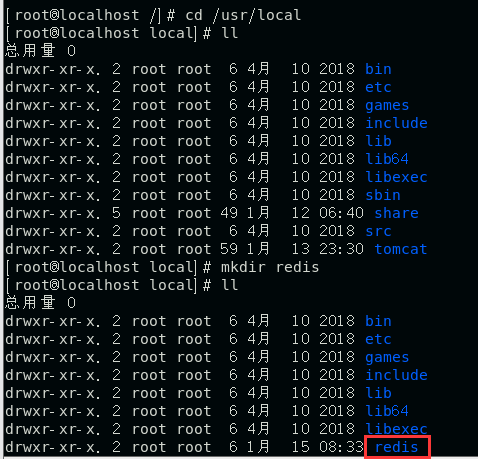 [root@localhost /]# cd /usr/local
[root@localhost local]# ll
总用量 0
drwxr-xr-x. 2 root root  6 4月  10 2018 bin
drwxr-xr-x. 2 root root  6 4月  10 2018 etc
drwxr-xr-x. 2 root root  6 4月  10 2018 games
drwxr-xr-x. 2 root root  6 4月  10 2018 include
drwxr-xr-x. 2 root root  6 4月  10 2018 lib
drwxr-xr-x. 2 root root  6 4月  10 2018 lib64
drwxr-xr-x. 2 root root  6 4月  10 2018 libexec
drwxr-xr-x. 2 root root  6 4月  10 2018 sbin
drwxr-xr-x. 5 root root 49 1月  12 06:40 share
drwxr-xr-x. 2 root root  6 4月  10 2018 src
drwxr-xr-x. 2 root root 59 1月  13 23:30 tomcat
[root@localhost local]# mkdir redis
[root@localhost local]# ll
总用量 0
drwxr-xr-x. 2 root root  6 4月  10 2018 bin
drwxr-xr-x. 2 root root  6 4月  10 2018 etc
drwxr-xr-x. 2 root root  6 4月  10 2018 games
drwxr-xr-x. 2 root root  6 4月  10 2018 include
drwxr-xr-x. 2 root root  6 4月  10 2018 lib
drwxr-xr-x. 2 root root  6 4月  10 2018 lib64
drwxr-xr-x. 2 root root  6 4月  10 2018 libexec
drwxr-xr-x. 2 root root  6 1月  15 08:33 redis